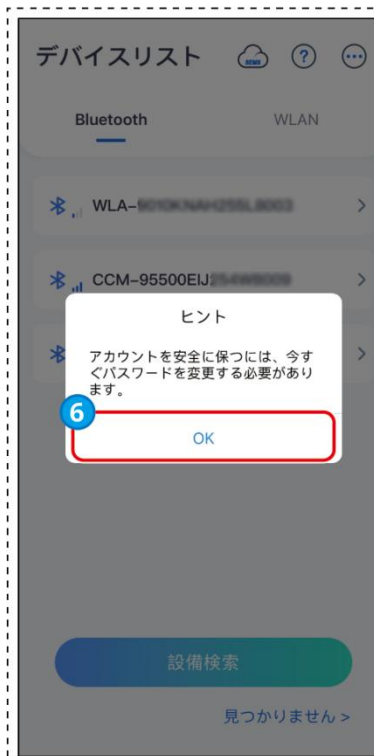 デバイスリスト
DEMO
?
Bluetooth
WLAN
WLA-
CCM-95500EIJ
ヒント
アカウントを安全に保つには、今す
ぐパスワードを変更する必要があり
ます。
6
OK
設備検索
見つかりません >